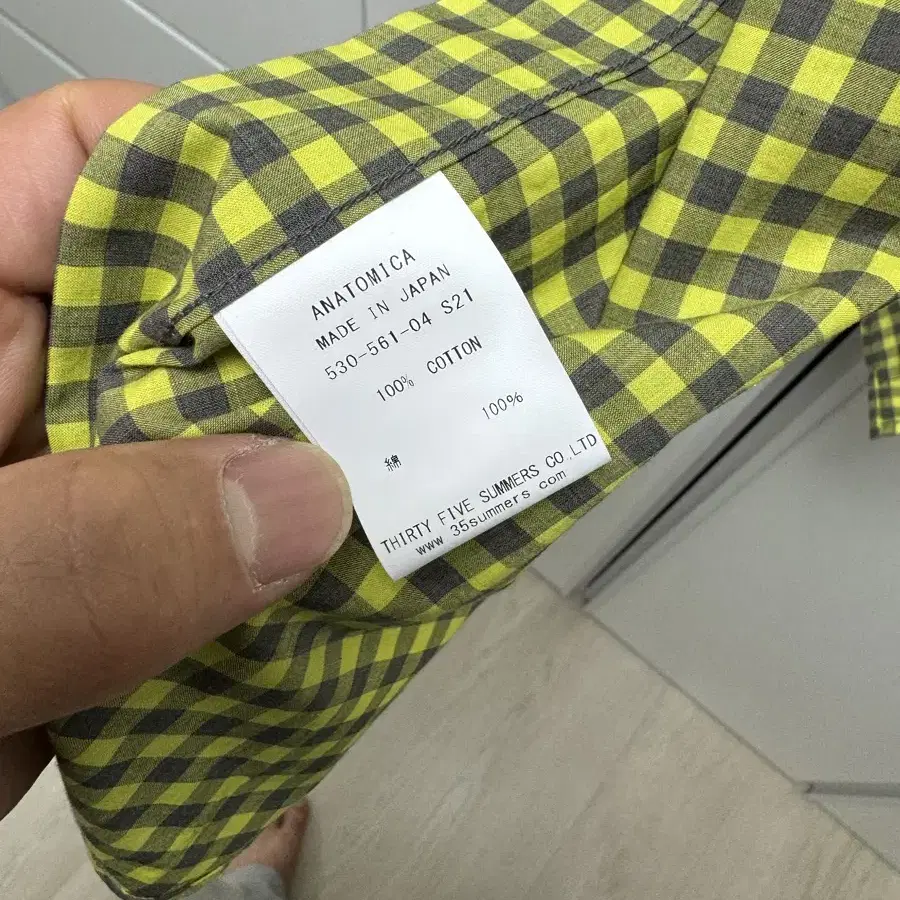 ANATOMICA
MADE IN JAPAN
530-561-04 S21
100% COTTON
綿 100%
THIRTY FIVE SUMMERS CO.,LTD
www.35summers.com